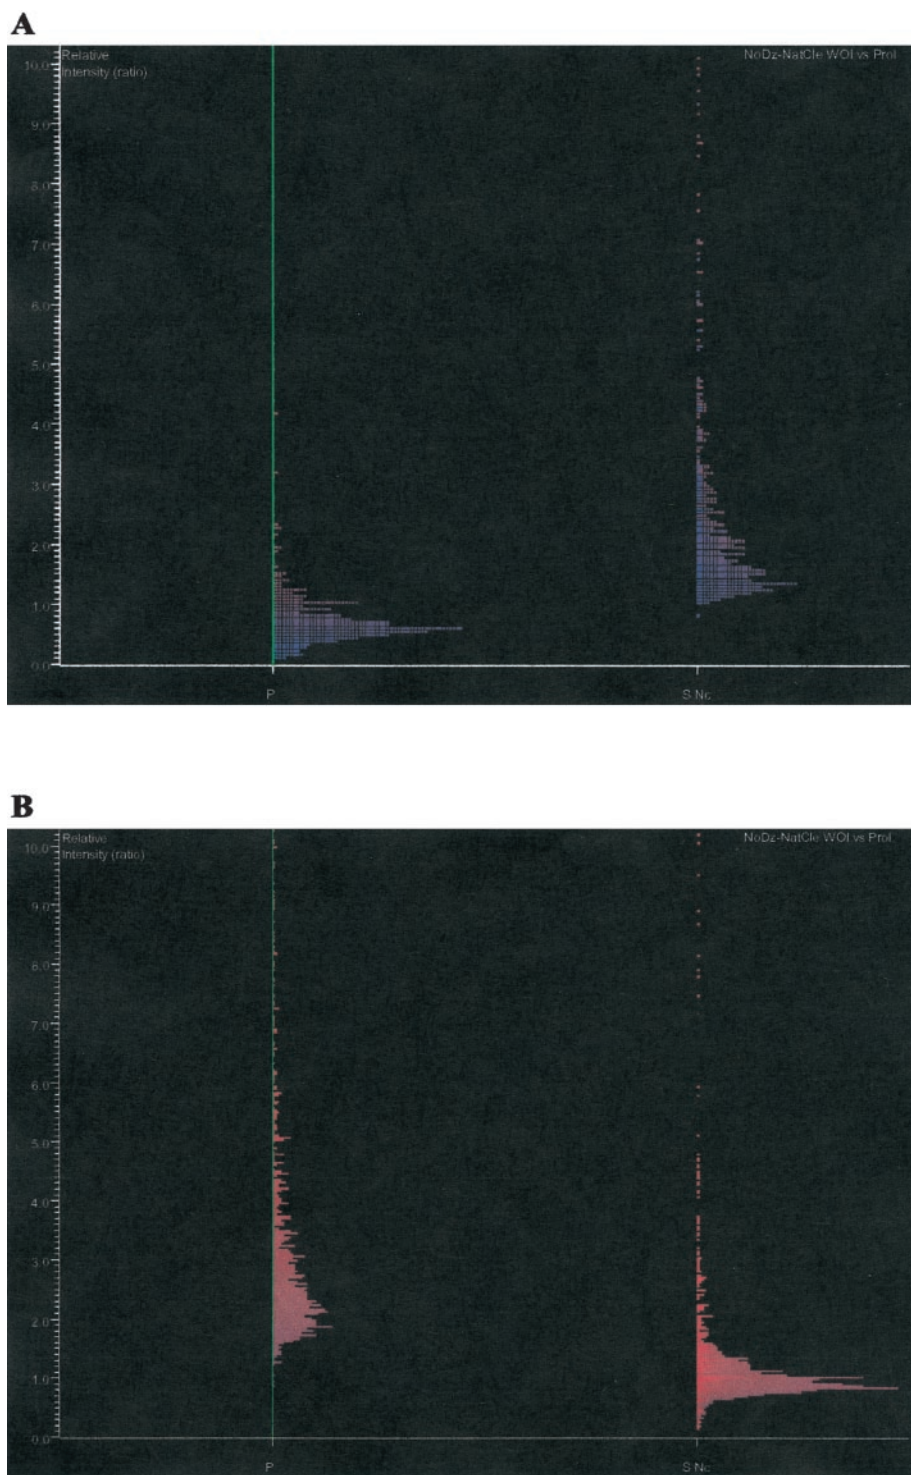 A
Relative
Intensity (ratio)
NoDz-NatCle WOI vs Prol
10.0
9.0
8.0
7.0
6.0
5.0
4.0
3.0
2.0
1.0
0.0
P
S Nc
B
Relative
Intensity (ratio)
NoDz-NatCle WOI vs Prol
10.0
9.0
8.0
7.0
6.0
5.0
4.0
3.0
2.0
1.0
0.0
P
S Nc